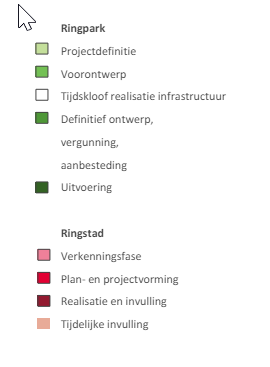 Ringpark
Projectdefinitie
Voorontwerp
Tijdskloof realisatie infrastructuur
Definitief ontwerp,
vergunning,
aanbesteding
Uitvoering
Ringstad
Verkenningsfase
Plan- en projectvorming
Realisatie en invulling
Tijdelijke invulling